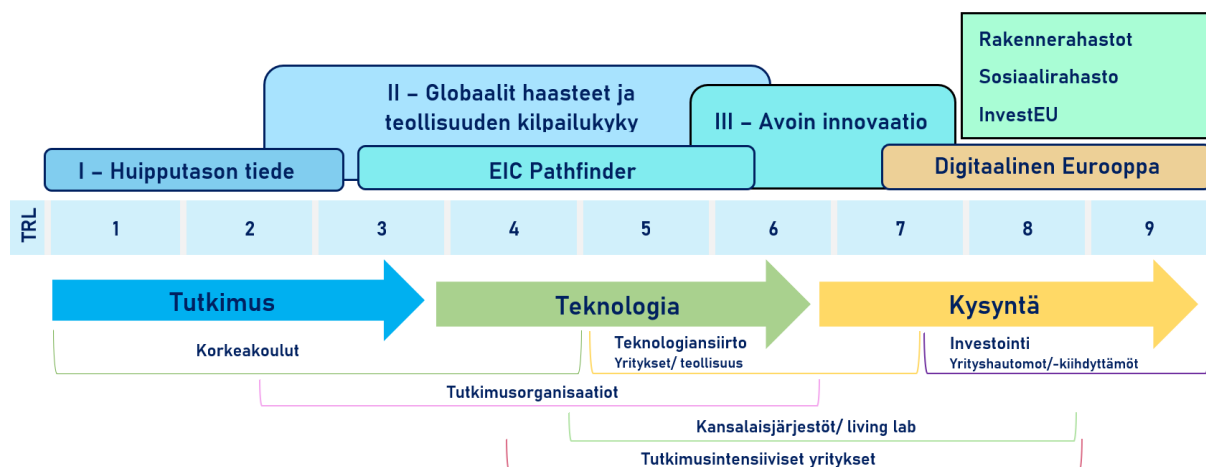 Rakennerahastot
Sosiaalirahasto
InvestEU
II – Globaalit haasteet ja
teollisuuden kilpailukyky
III – Avoin innovaatio
I – Huipputason tiede
EIC Pathfinder
Digitaalinen Eurooppa
TRL 1 2 3 4 5 6 7 8 9
Tutkimus
Teknologia
Kysyntä
Korkeakoulut
Teknologiansiirto
Yritykset/ teollisuus
Investointi
Yrityshautomot/-kiihdyttämöt
Tutkimusorganisaatiot
Kansalaisjärjestöt/ living lab
Tutkimusintensiiviset yritykset